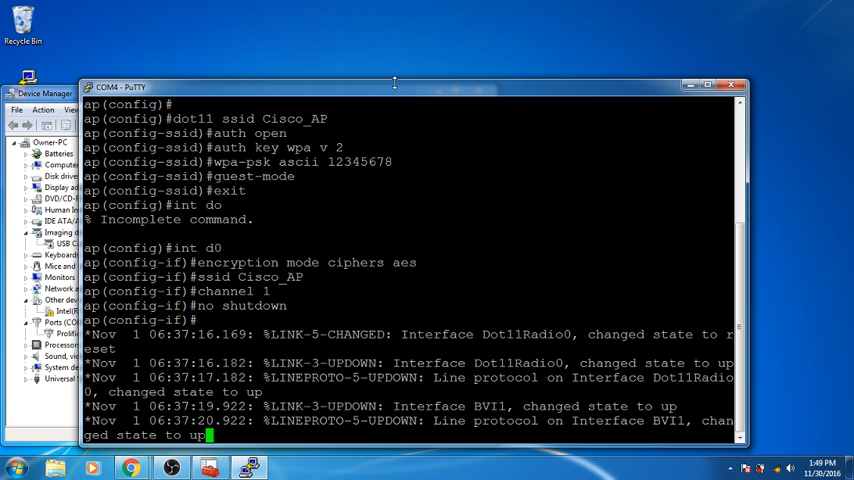 Recycle Bin
Device Manager
File Action Vie
Owner-PC
Batteries
Compute
Disk drive
Display ad
DVD/CD-R
Human In
IDE ATA/A
Imaging d
USB C
Keyboards
Mice and
Monitors
Network
Other dev
Intel(R)
Ports (CO
Prolifi
Processor
Sound, vi
System de
Universal
COM4 - PuTTY
ap(config)#
ap(config)#dot11 ssid Cisco_AP
ap(config-ssid)#auth open
ap(config-ssid)#auth key wpa v 2
ap(config-ssid)#wpa-psk ascii 12345678
ap(config-ssid)#guest-mode
ap(config-ssid)#exit
ap(config)#int do
% Incomplete command.
ap(config)#int d0
ap(config-if)#encryption mode ciphers aes
ap(config-if)#ssid Cisco_AP
ap(config-if)#channel 1
ap(config-if)#no shutdown
ap(config-if)#
*Nov 1 06:37:16.169: %LINK-5-CHANGED: Interface Dot11Radio0, changed state to r
eset
*Nov 1 06:37:16.182: %LINK-3-UPDOWN: Interface Dot11Radio0, changed state to up
*Nov 1 06:37:17.182: %LINEPROTO-5-UPDOWN: Line protocol on Interface Dot11Radio
0, changed state to up
*Nov 1 06:37:19.922: %LINK-3-UPDOWN: Interface BVI1, changed state to up
*Nov 1 06:37:20.922: %LINEPROTO-5-UPDOWN: Line protocol on Interface BVI1, chan
ged state to up
1:49 PM
11/30/2016